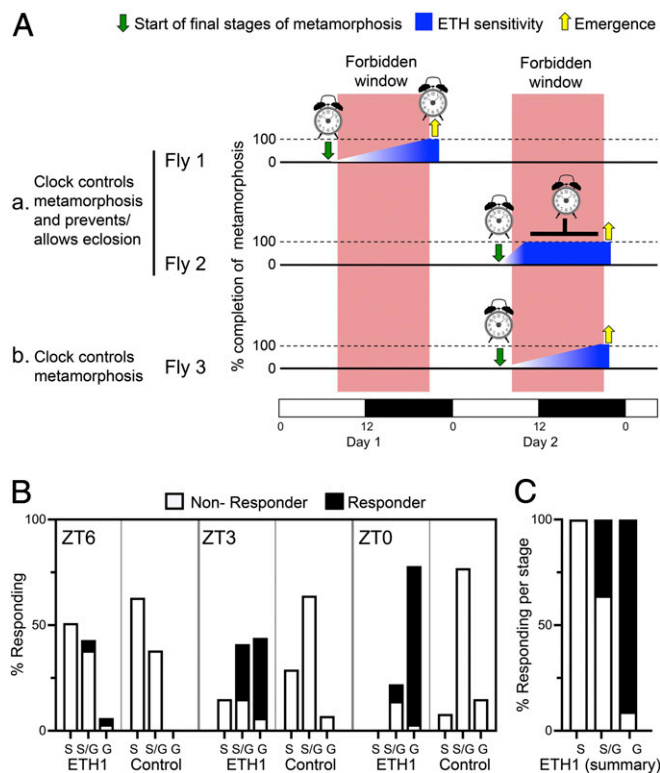 A
Start of final stages of metamorphosis
ETH sensitivity
Emergence
Forbidden window
Forbidden window
% completion of metamorphosis
a. Clock controls metamorphosis and prevents/ allows eclosion
Fly 1
100
0
Fly 2
100
0
b. Clock controls metamorphosis
Fly 3
100
0
0 12 0 12 0
Day 1 Day 2
B
Non- Responder
Responder
% Responding
100
50
0
ZT6 ZT3 ZT0
S S/G G S S/G G S S/G G S S/G G S S/G G S S/G G
ETH1 Control ETH1 Control ETH1 Control
C
% Responding per stage
100
50
0
S S/G G
ETH1 (summary)